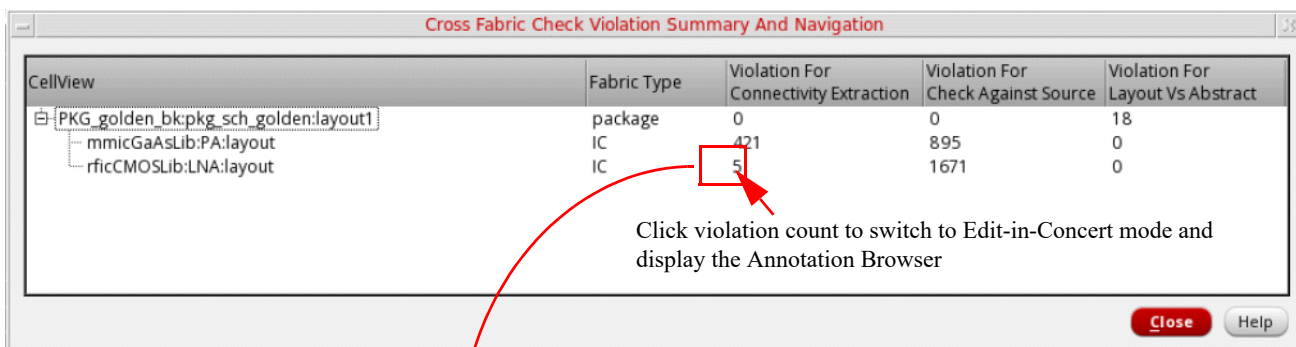 Cross Fabric Check Violation Summary And Navigation
CellView
Fabric Type
Violation For
Connectivity Extraction
Violation For
Check Against Source
Violation For
Layout Vs Abstract
PKG_golden_bk:pkg_sch_golden:layout1 package 0 0 18
mmicGaAsLib:PA:layout IC 421 895 0
rficCMOSLib:LNA:layout IC 5 1671 0
Click violation count to switch to Edit-in-Concert mode and
display the Annotation Browser
Close Help